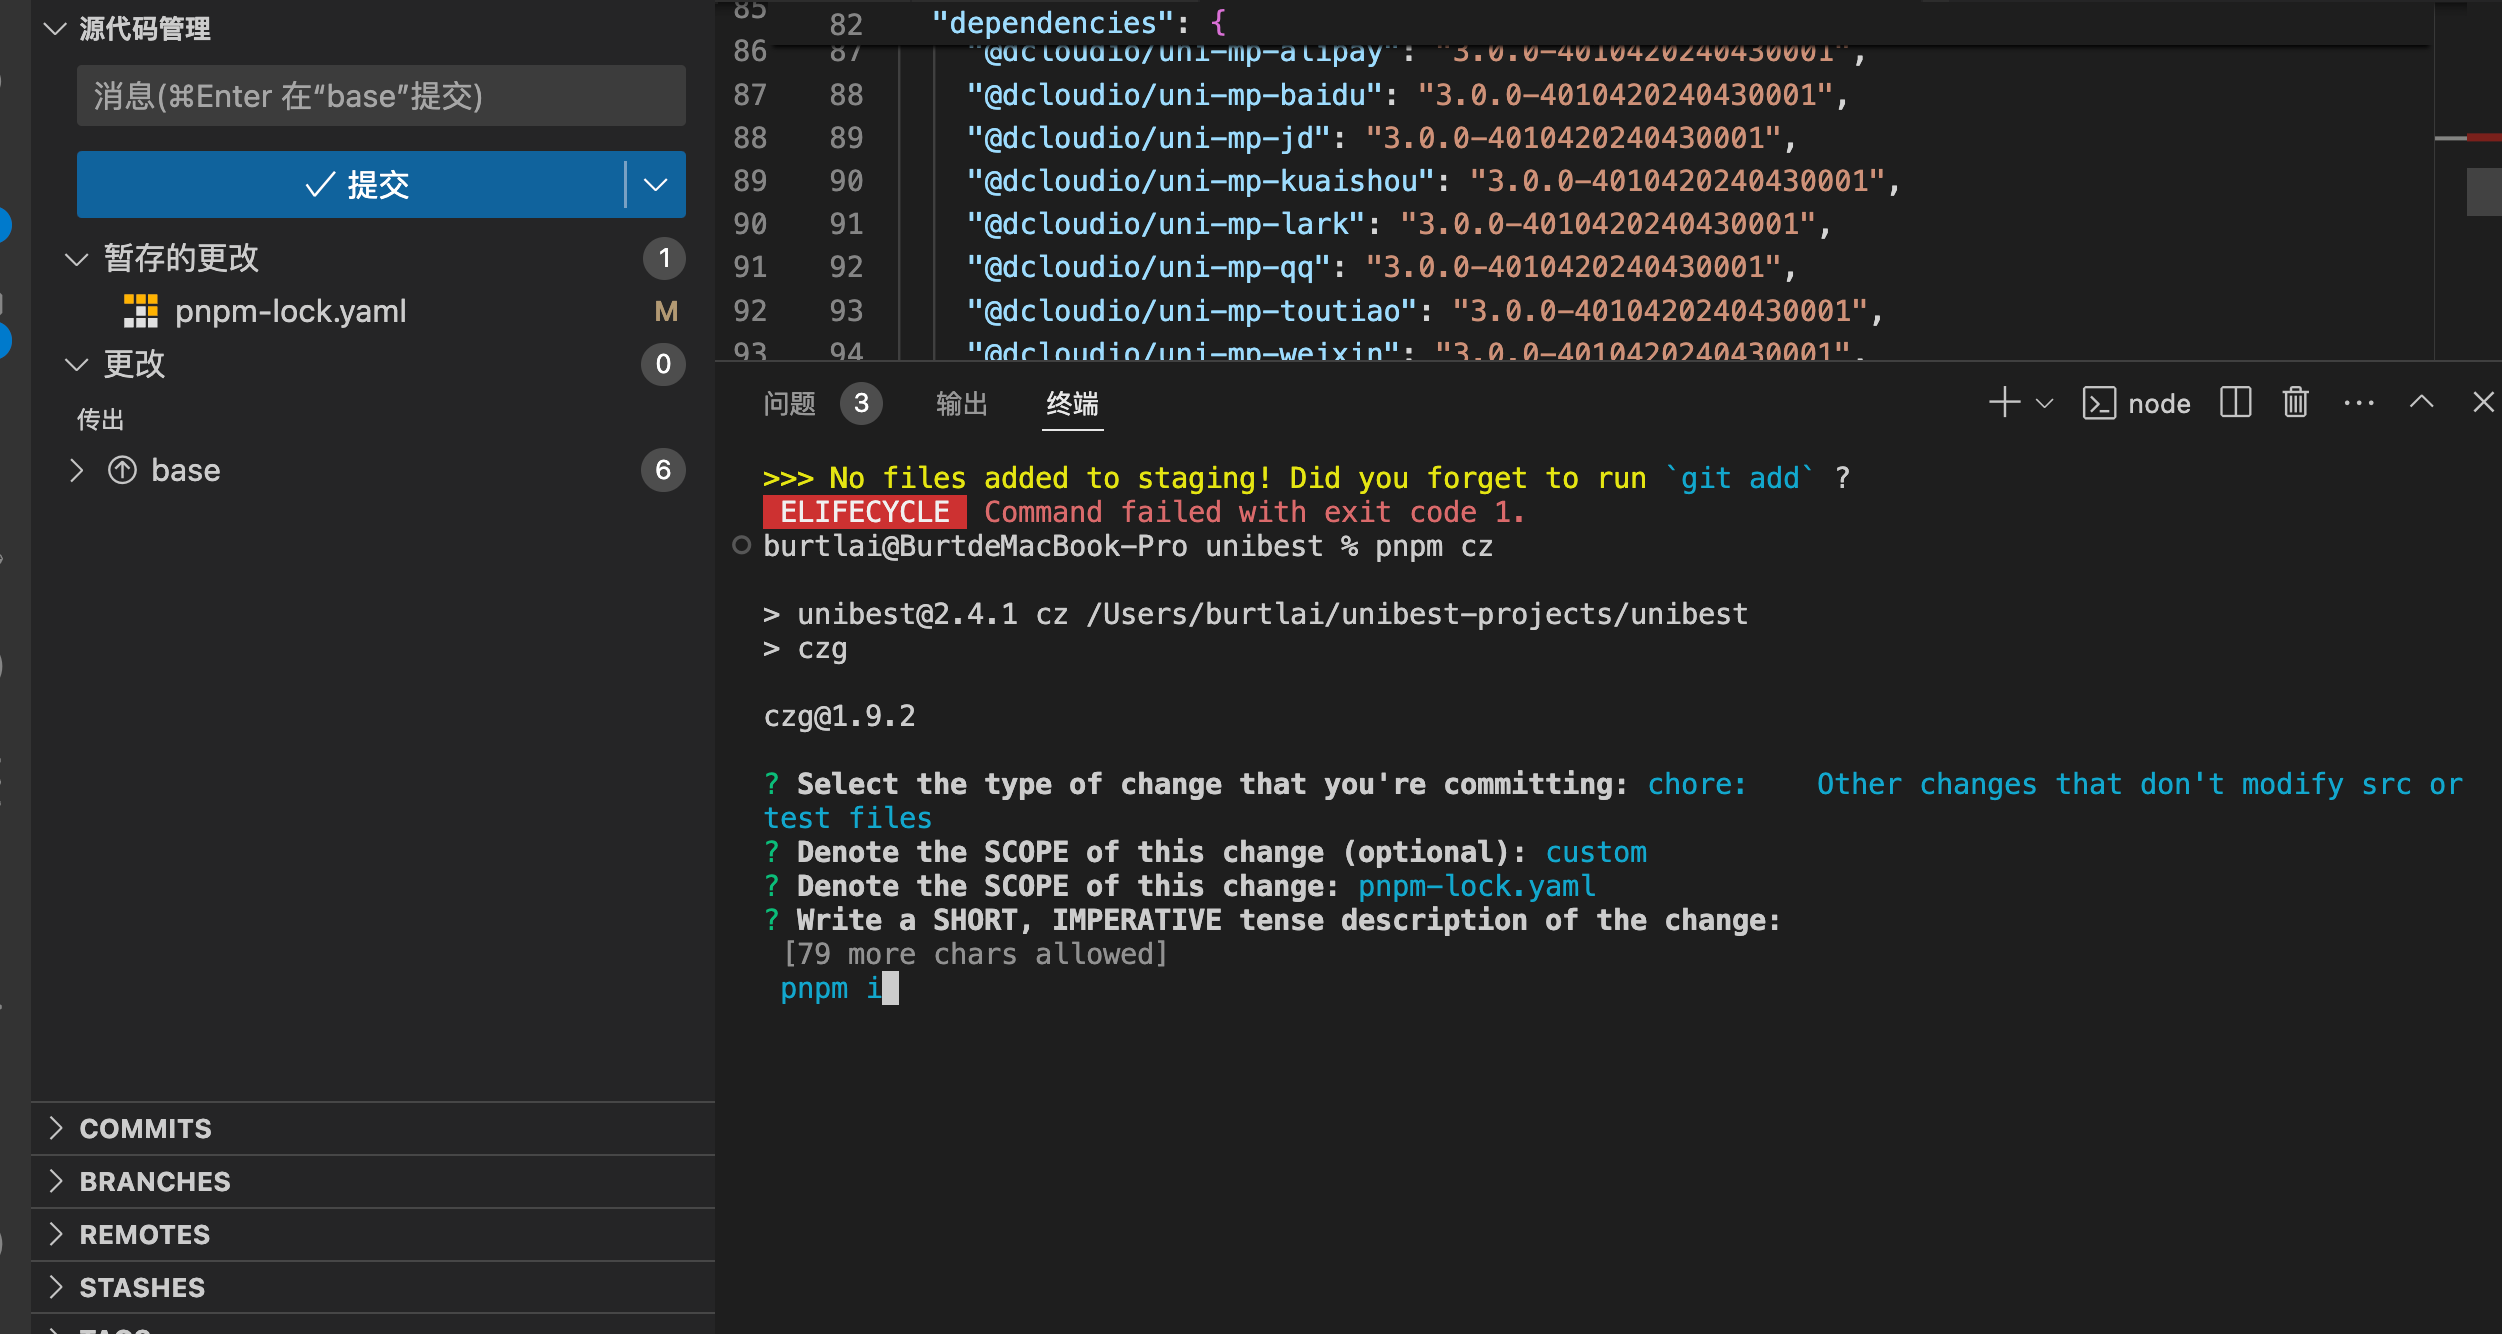 源代码管理
消息(⌘Enter 在“base”提交)
提交
暂存的更改 1
pnpm-lock.yaml M
更改 0
传出
base 6
COMMITS
BRANCHES
REMOTES
STASHES
TAGS
85 82 "dependencies": {
86 87 "@dcloudio/uni-mp-alipay": "3.0.0-4010420240430001",
87 88 "@dcloudio/uni-mp-baidu": "3.0.0-4010420240430001",
88 89 "@dcloudio/uni-mp-jd": "3.0.0-4010420240430001",
89 90 "@dcloudio/uni-mp-kuaishou": "3.0.0-4010420240430001",
90 91 "@dcloudio/uni-mp-lark": "3.0.0-4010420240430001",
91 92 "@dcloudio/uni-mp-qq": "3.0.0-4010420240430001",
92 93 "@dcloudio/uni-mp-toutiao": "3.0.0-4010420240430001",
93 94 "@dcloudio/uni-mp-weixin": "3.0.0-4010420240430001",
问题 3 输出 终端 node
>>> No files added to staging! Did you forget to run `git add` ?
ELIFECYCLE Command failed with exit code 1.
burtlai@BurtdeMacBook-Pro unibest % pnpm cz
> unibest@2.4.1 cz /Users/burtlai/unibest-projects/unibest
> czg
czg@1.9.2
? Select the type of change that you're committing: chore: Other changes that don't modify src or
test files
? Denote the SCOPE of this change (optional): custom
? Denote the SCOPE of this change: pnpm-lock.yaml
? Write a SHORT, IMPERATIVE tense description of the change:
[79 more chars allowed]
pnpm i